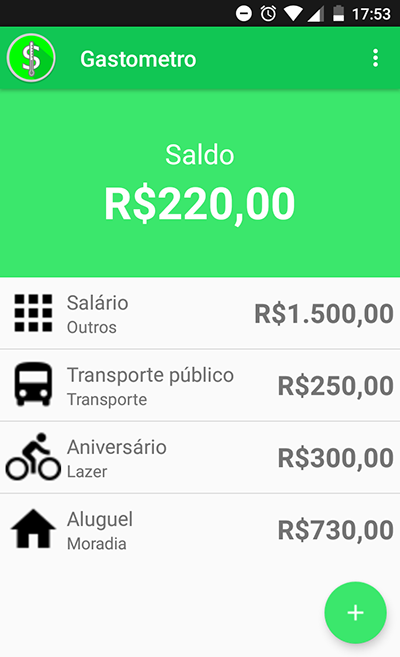 17:53
Gastometro
Saldo
R$220,00
Salário
Outros
R$1.500,00
Transporte público
Transporte
R$250,00
Aniversário
Lazer
R$300,00
Aluguel
Moradia
R$730,00